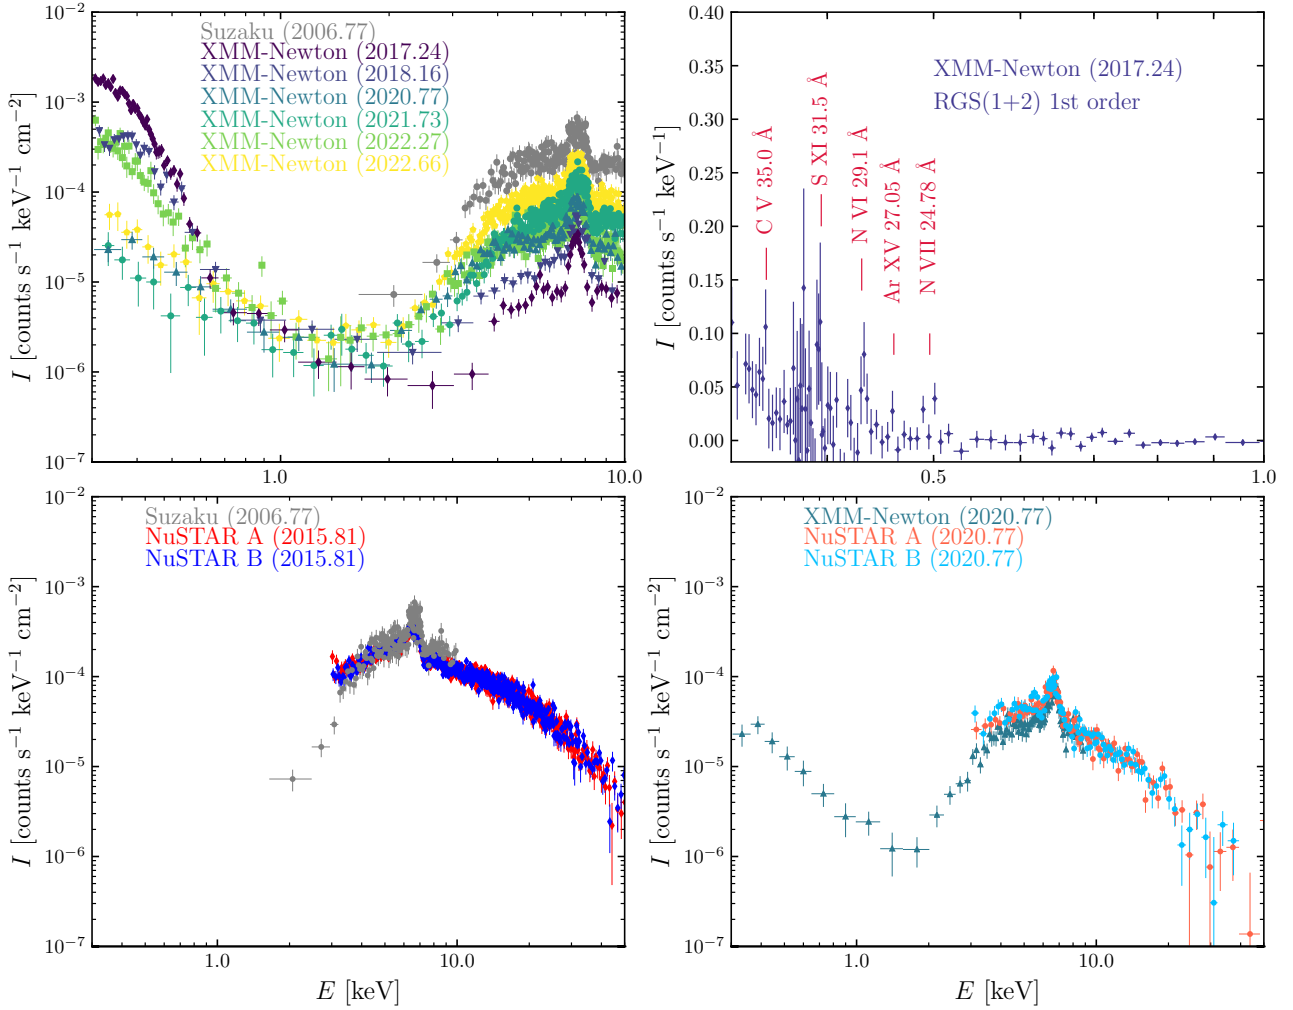 Suzaku (2006.77)
XMM-Newton (2017.24)
XMM-Newton (2018.16)
XMM-Newton (2020.77)
XMM-Newton (2021.73)
XMM-Newton (2022.27)
XMM-Newton (2022.66)
10⁻²
10⁻³
10⁻⁴
10⁻⁵
10⁻⁶
10⁻⁷
I [counts s⁻¹ keV⁻¹ cm⁻²]
1.0
10.0
XMM-Newton (2017.24)
RGS(1+2) 1st order
C V 35.0 Å
S XI 31.5 Å
N VI 29.1 Å
Ar XV 27.05 Å
N VII 24.78 Å
0.40
0.35
0.30
0.25
0.20
0.15
0.10
0.05
0.00
I [counts s⁻¹ keV⁻¹]
0.5
1.0
Suzaku (2006.77)
NuSTAR A (2015.81)
NuSTAR B (2015.81)
10⁻²
10⁻³
10⁻⁴
10⁻⁵
10⁻⁶
10⁻⁷
I [counts s⁻¹ keV⁻¹ cm⁻²]
1.0
10.0
E [keV]
XMM-Newton (2020.77)
NuSTAR A (2020.77)
NuSTAR B (2020.77)
10⁻²
10⁻³
10⁻⁴
10⁻⁵
10⁻⁶
10⁻⁷
I [counts s⁻¹ keV⁻¹ cm⁻²]
1.0
10.0
E [keV]